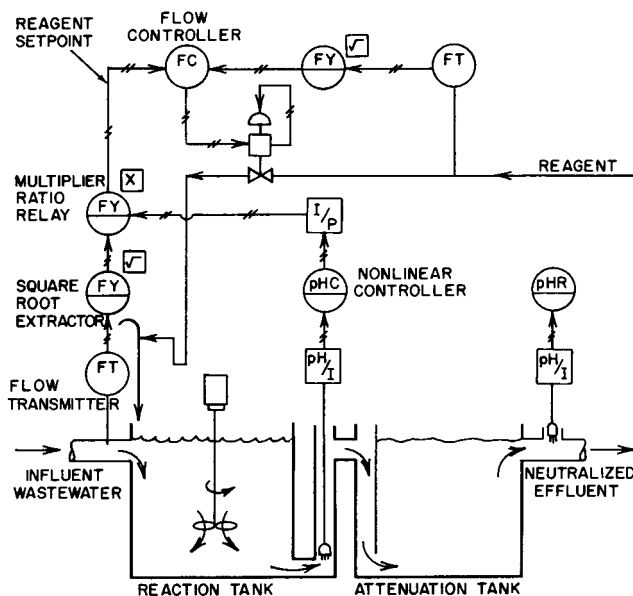 REAGENT
SETPOINT
FLOW
CONTROLLER
FC
FY
√
FT
REAGENT
X
MULTIPLIER
RATIO
RELAY
FY
I/P
√
SQUARE
ROOT
EXTRACTOR
FY
pHC
NONLINEAR
CONTROLLER
pHR
FT
FLOW
TRANSMITTER
pH/I
pH/I
INFLUENT
WASTEWATER
NEUTRALIZED
EFFLUENT
REACTION TANK
ATTENUATION TANK